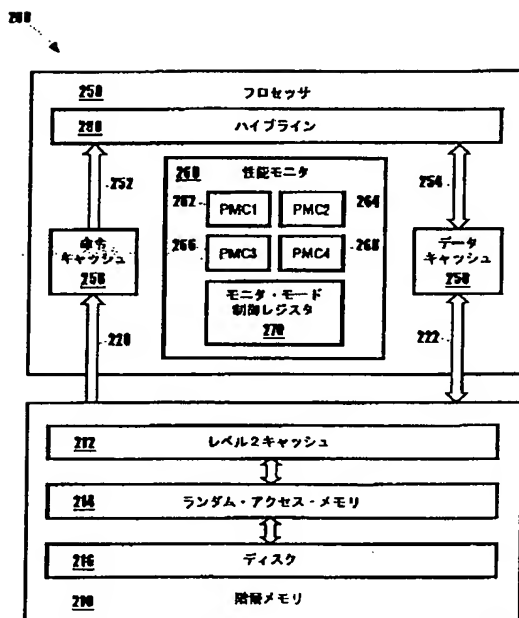 200
250 プロセッサ
280 パイプライン
252
260 性能モニタ
254
262 PMC1 PMC2 264
266 PMC3 PMC4 268
命令
キャッシュ
256
データ
キャッシュ
258
モニタ・モード
制御レジスタ
270
220
222
212 レベル2キャッシュ
214 ランダム・アクセス・メモリ
216 ディスク
210 階層メモリ